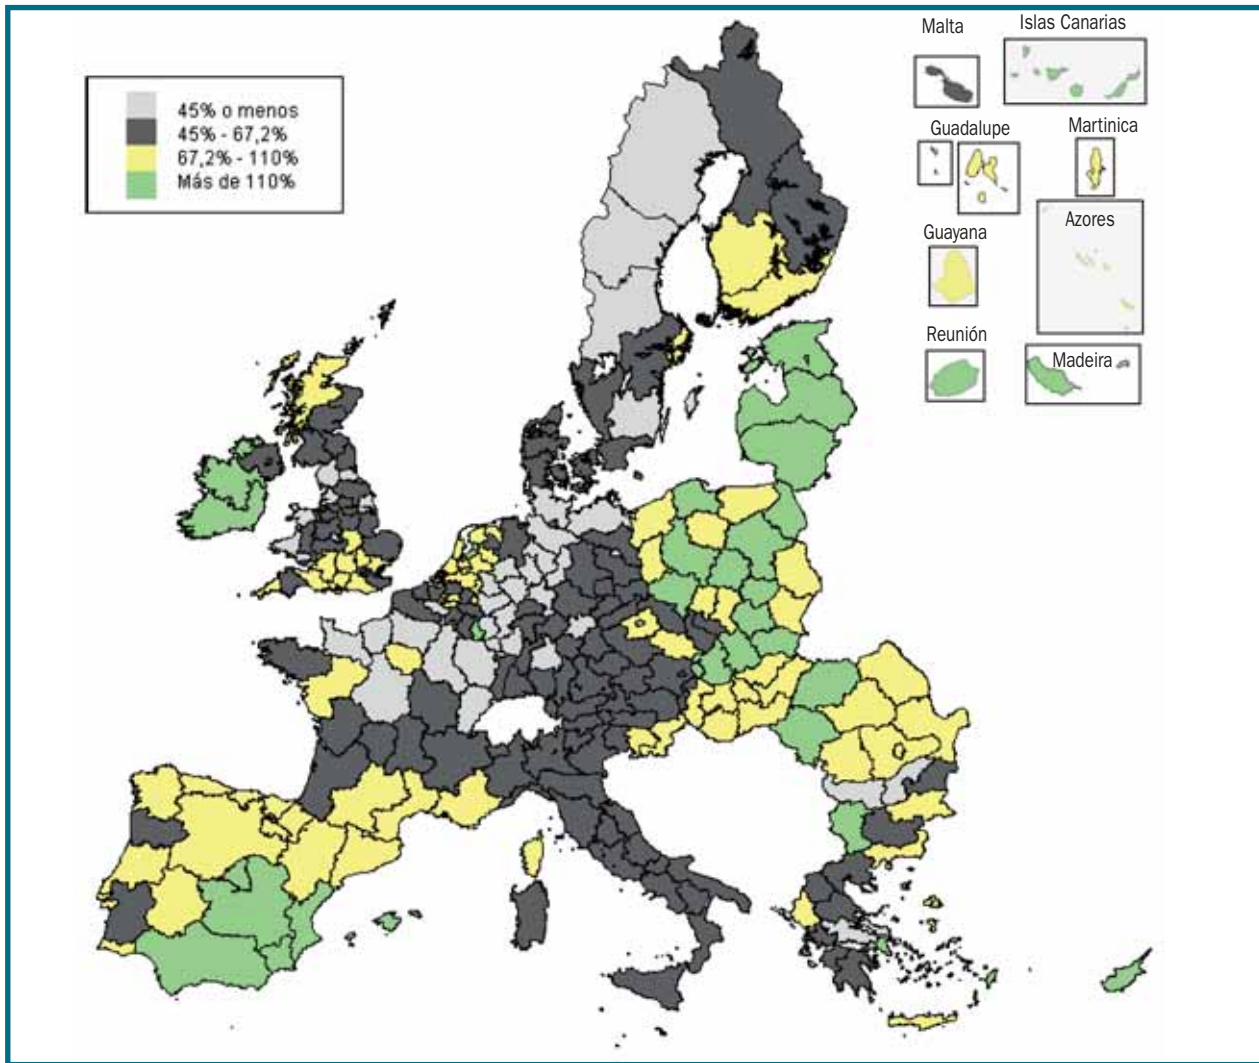 45% o menos
45% - 67,2%
67,2% - 110%
Más de 110%
Malta
Islas Canarias
Guadalupe
Martinica
Guayana
Azores
Reunión
Madeira